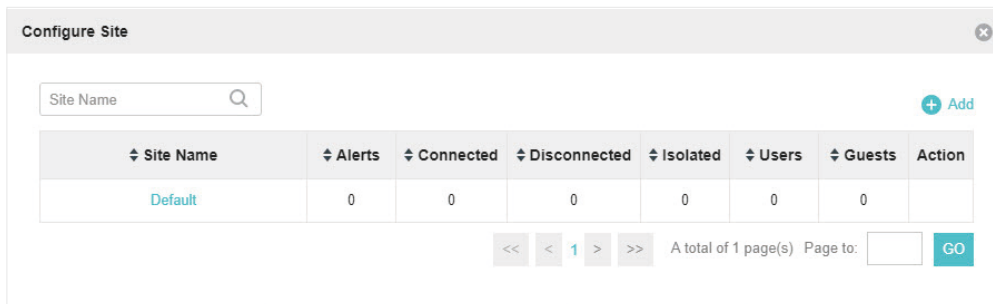 Configure Site
Site Name
Add
Site Name Alerts Connected Disconnected Isolated Users Guests Action
Default 0 0 0 0 0 0
<< < 1 > >> A total of 1 page(s) Page to: GO